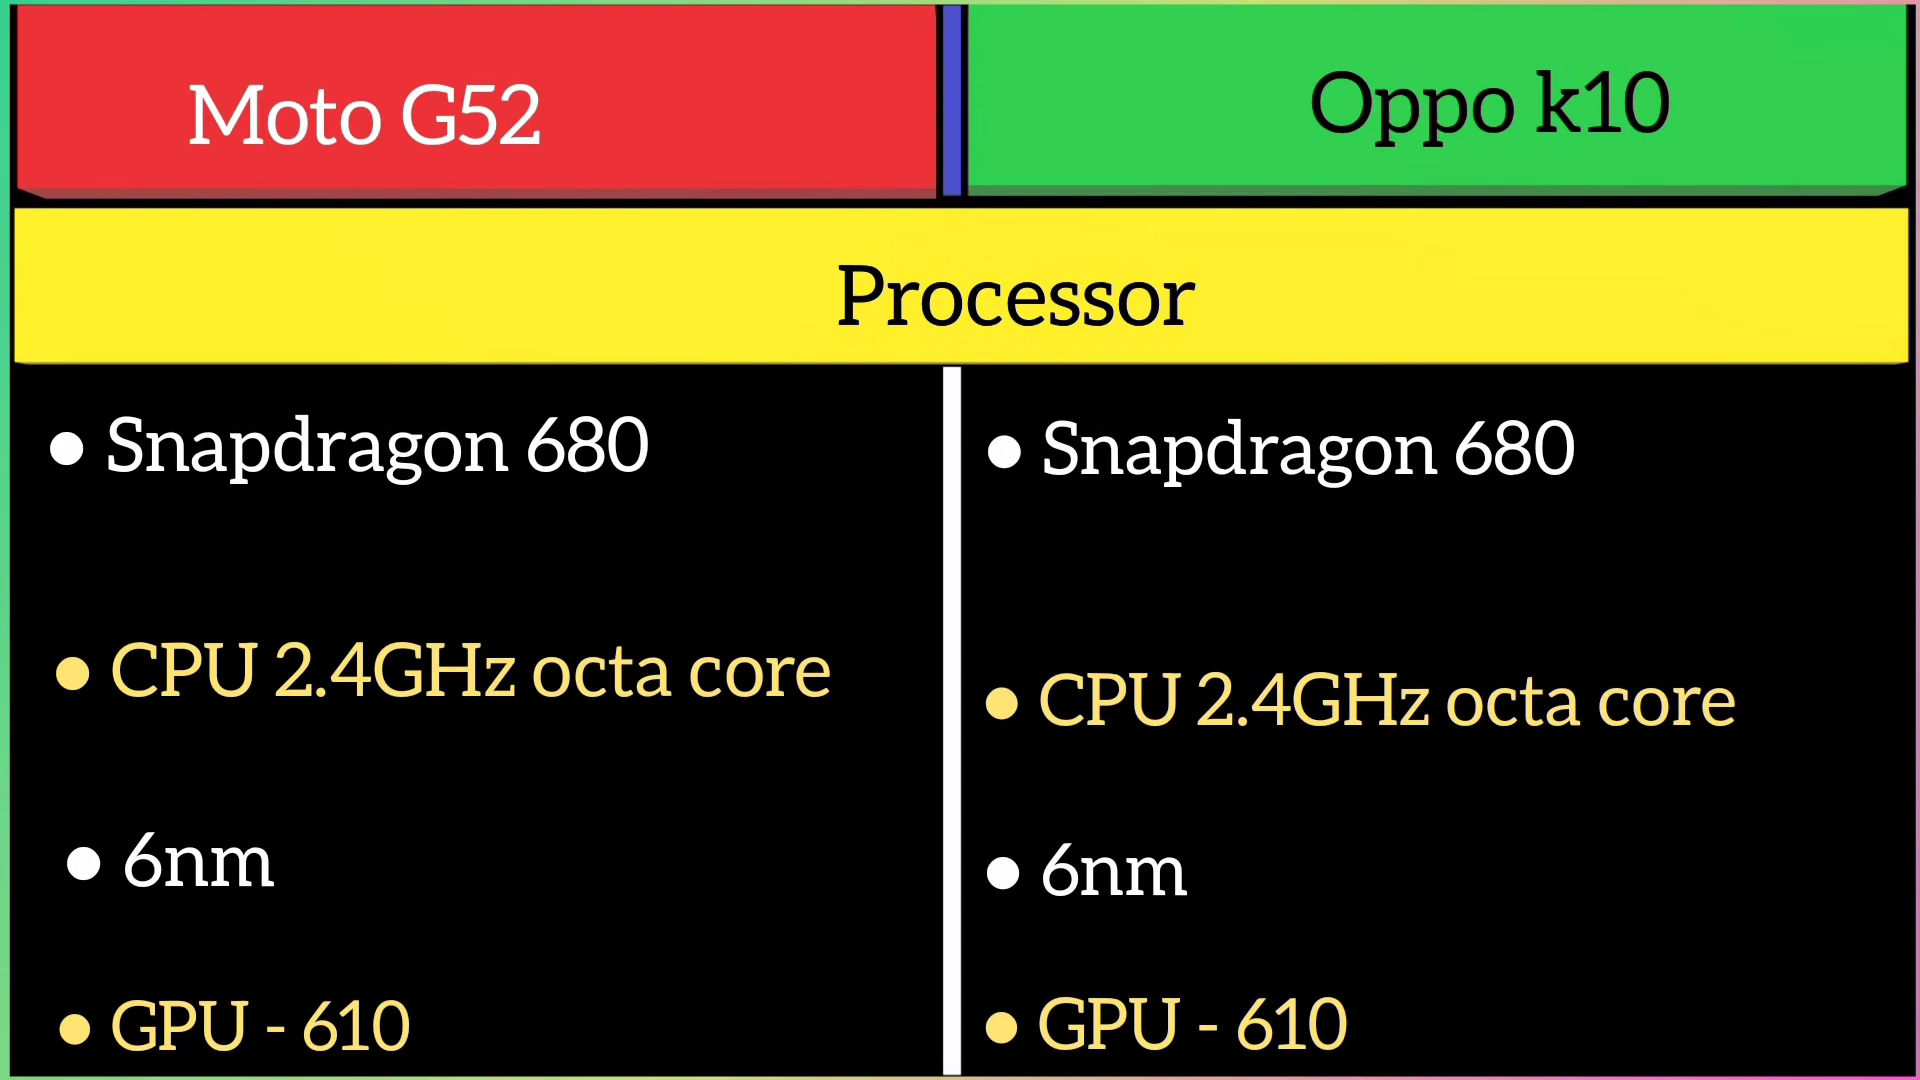 Moto G52
Oppo k10
Processor
• Snapdragon 680
• CPU 2.4GHz octa core
• 6nm
• GPU - 610
• Snapdragon 680
• CPU 2.4GHz octa core
• 6nm
• GPU - 610